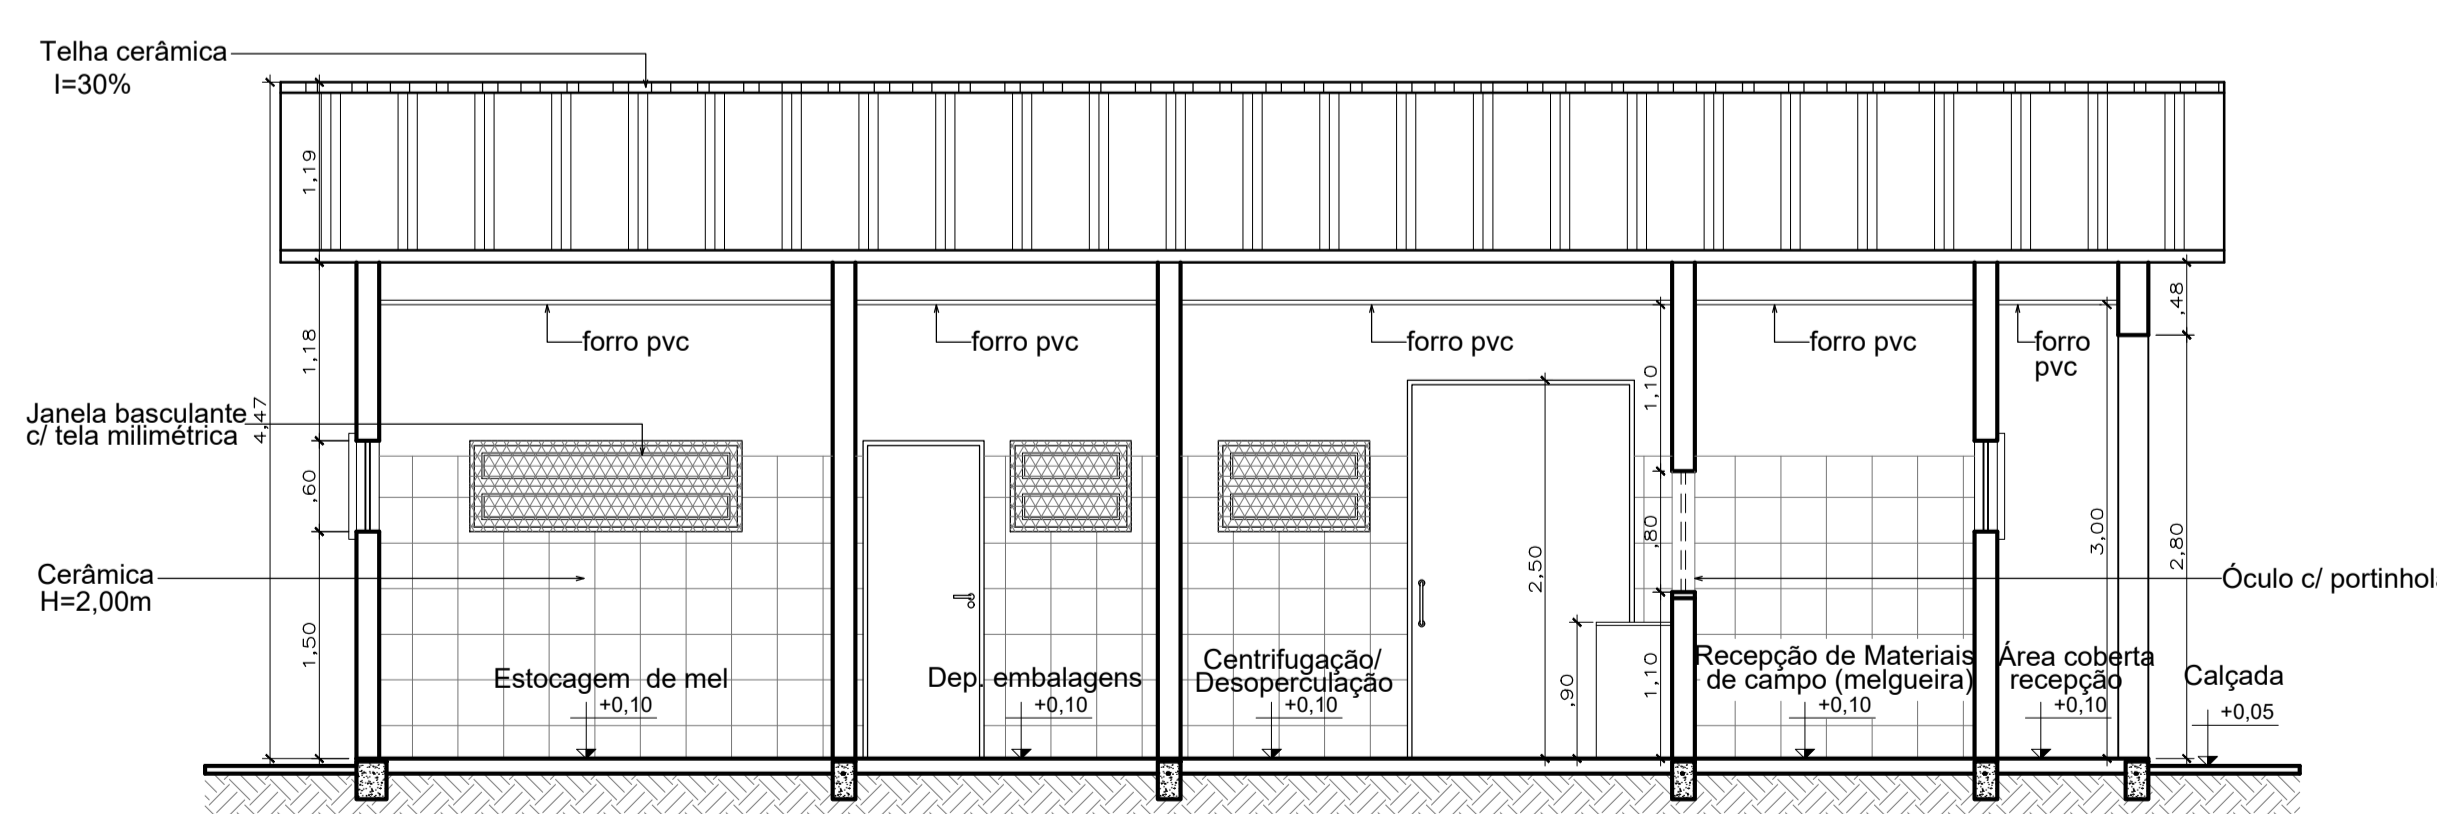 Telha cerâmica
I=30%
1,19
1,18
4,47
,60
1,50
Janela basculante
c/ tela milimétrica
Cerâmica
H=2,00m
forro pvc
forro pvc
forro pvc
forro pvc
forro
pvc
,48
1,10
,80
1,10
2,50
,90
3,00
2,80
Óculo c/ portinhola
Estocagem de mel
+0,10
Dep. embalagens
+0,10
Centrifugação/
Desoperculação
+0,10
Recepção de Materiais
de campo (melgueira)
+0,10
Área coberta
recepção
+0,10
Calçada
+0,05